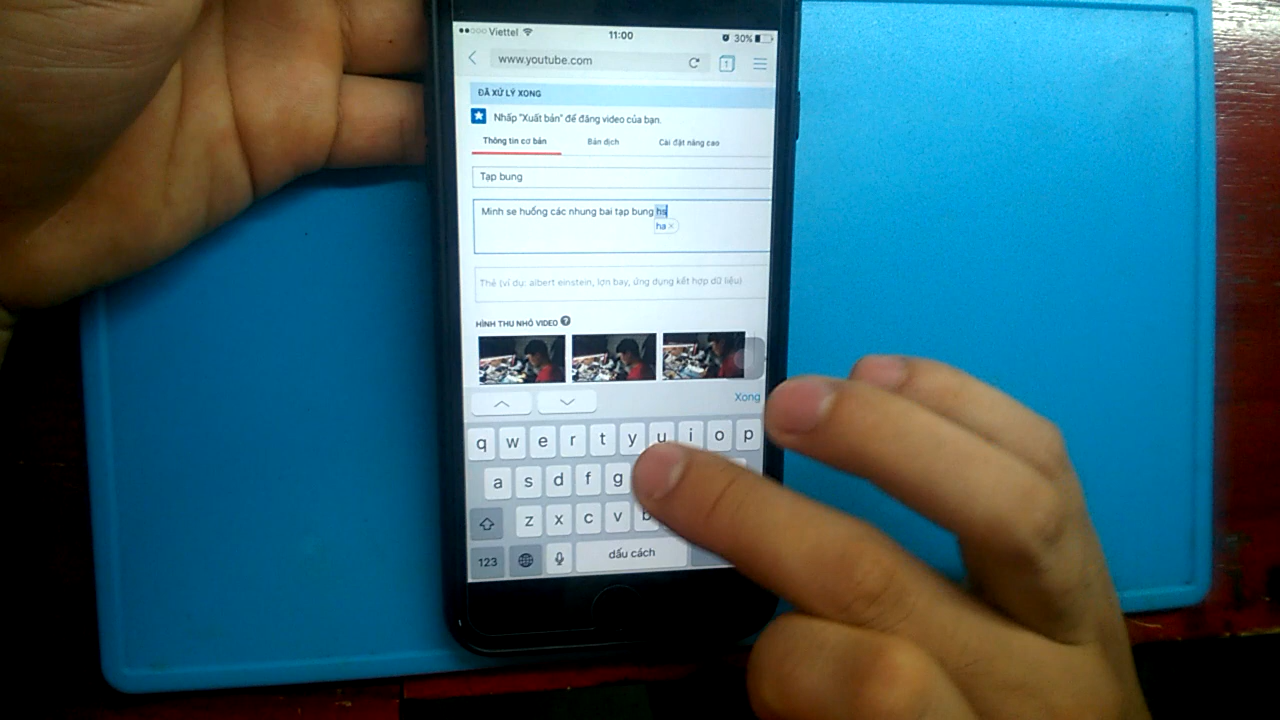 Viettel 11:00 30%
www.youtube.com 1
ĐÃ XỬ LÝ XONG
Nhấp "Xuất bản" để đăng video của bạn.
Thông tin cơ bản Bản dịch Cài đặt nâng cao
Tạp bung
Minh se huống các nhung bai tạp bung hs
ha ×
Thẻ (ví dụ: albert einstein, lợn bay, ứng dụng kết hợp dữ liệu)
HÌNH THU NHỎ VIDEO ?
Xong
q w e r t y u i o p
a s d f g
z x c v b
123 dấu cách